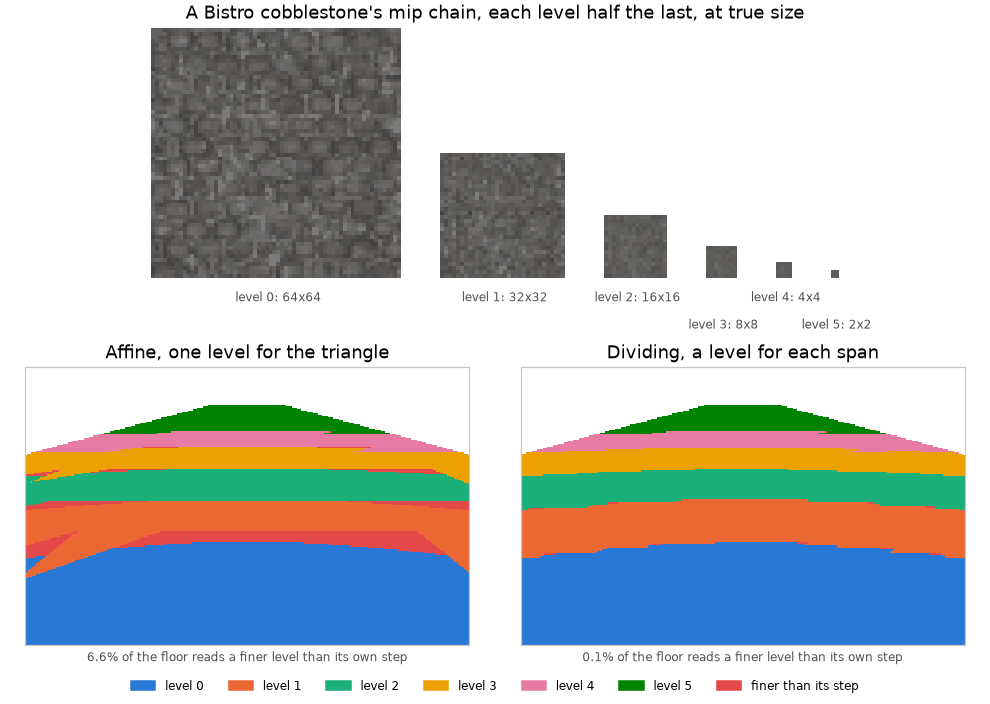 A Bistro cobblestone's mip chain, each level half the last, at true size
level 0: 64x64
level 1: 32x32
level 2: 16x16
level 4: 4x4
level 3: 8x8
level 5: 2x2
Affine, one level for the triangle
Dividing, a level for each span
6.6% of the floor reads a finer level than its own step
0.1% of the floor reads a finer level than its own step
level 0
level 1
level 2
level 3
level 4
level 5
finer than its step